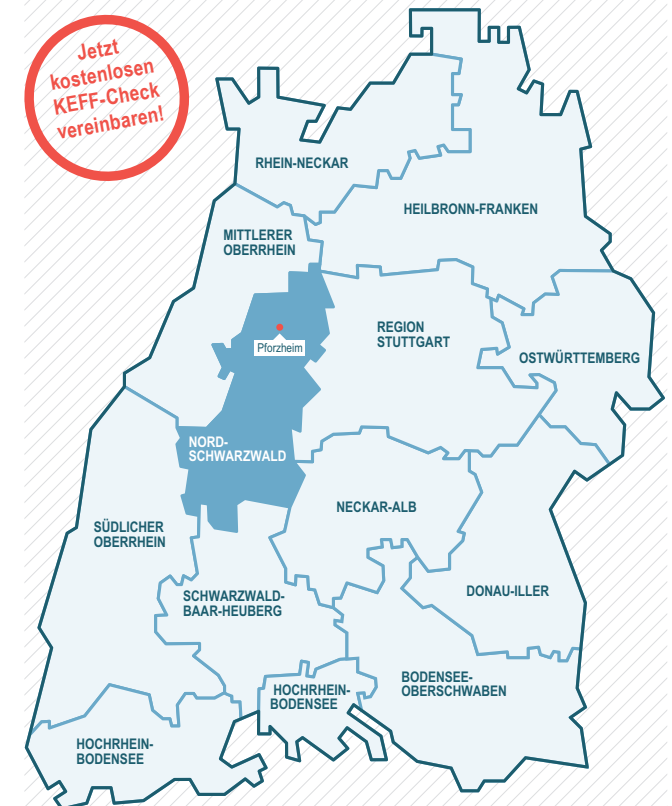 Jetzt
kostenlosen
KEFF-Check
vereinbaren!
RHEIN-NECKAR
HEILBRONN-FRANKEN
MITTLERER
OBERRHEIN
REGION
STUTTGART
OSTWÜRTTEMBERG
Pforzheim
NORD-
SCHWARZWALD
NECKAR-ALB
SÜDLICHER
OBERRHEIN
DONAU-ILLER
SCHWARZWALD-
BAAR-HEUBERG
BODENSEE-
OBERSCHWABEN
HOCHRHEIN-
BODENSEE
HOCHRHEIN-
BODENSEE